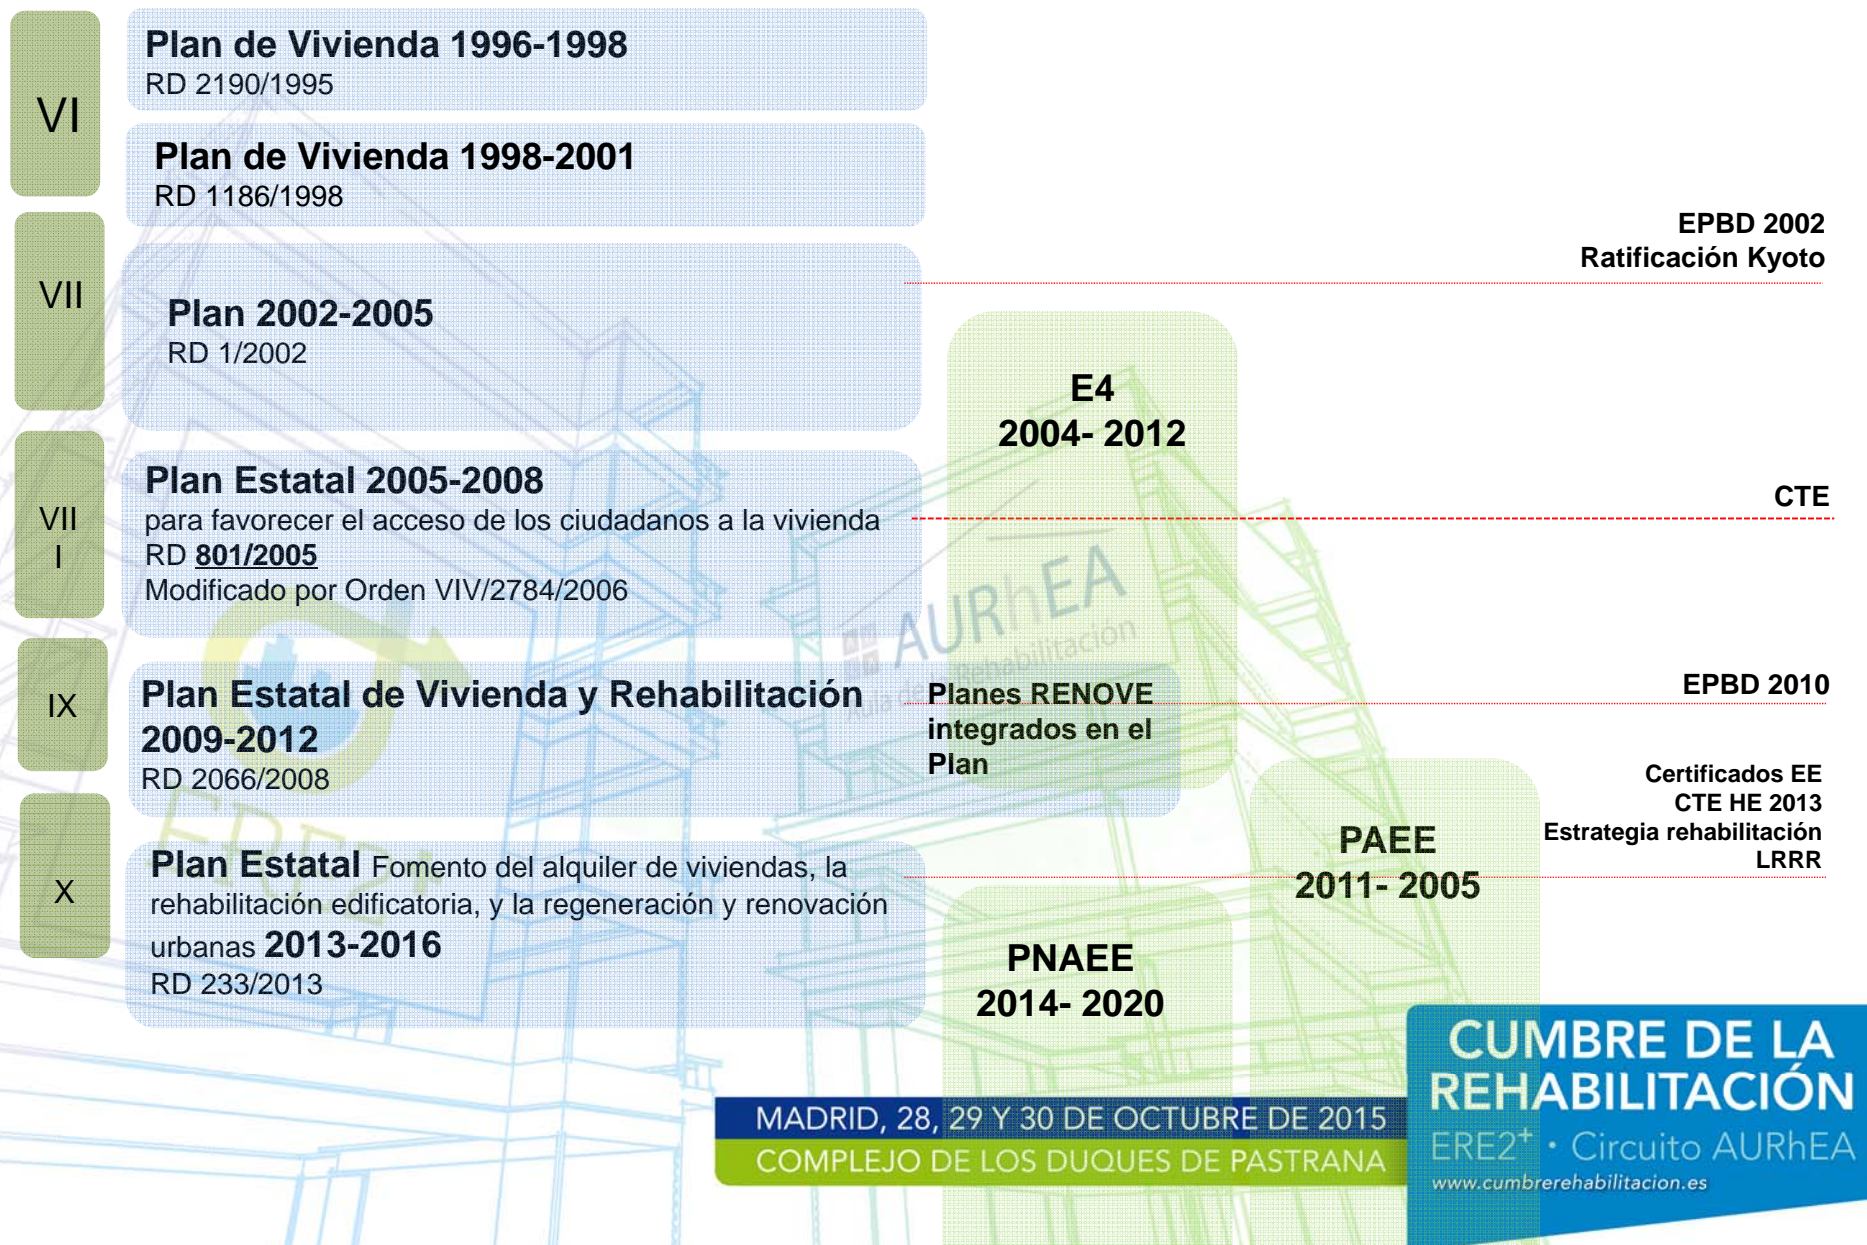 VI
Plan de Vivienda 1996-1998
RD 2190/1995
Plan de Vivienda 1998-2001
RD 1186/1998
EPBD 2002
Ratificación Kyoto
VII
Plan 2002-2005
RD 1/2002
E4
2004- 2012
VII
I
Plan Estatal 2005-2008
para favorecer el acceso de los ciudadanos a la vivienda
RD 801/2005
Modificado por Orden VIV/2784/2006
CTE
AURhEA
Aula de la Rehabilitación
IX
Plan Estatal de Vivienda y Rehabilitación
2009-2012
RD 2066/2008
Planes RENOVE
integrados en el
Plan
EPBD 2010
Certificados EE
CTE HE 2013
Estrategia rehabilitación
LRRR
PAEE
2011- 2005
ERE2+
X
Plan Estatal Fomento del alquiler de viviendas, la
rehabilitación edificatoria, y la regeneración y renovación
urbanas 2013-2016
RD 233/2013
PNAEE
2014- 2020
MADRID, 28, 29 Y 30 DE OCTUBRE DE 2015
COMPLEJO DE LOS DUQUES DE PASTRANA
CUMBRE DE LA
REHABILITACIÓN
ERE2+ · Circuito AURhEA
www.cumbrerehabilitacion.es